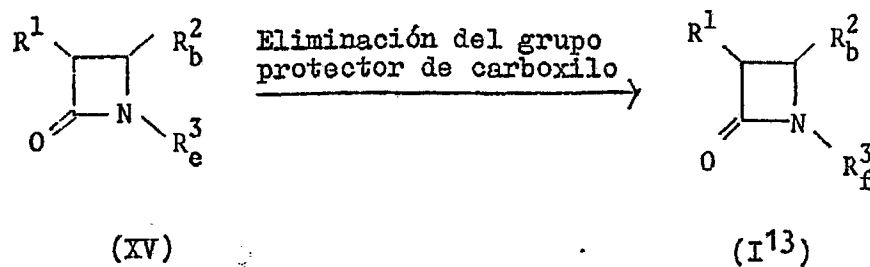 R¹ R²b Eliminación del grupo R¹ R²b
protector de carboxilo
O N R³e O N R³f
(XV) (I¹³)